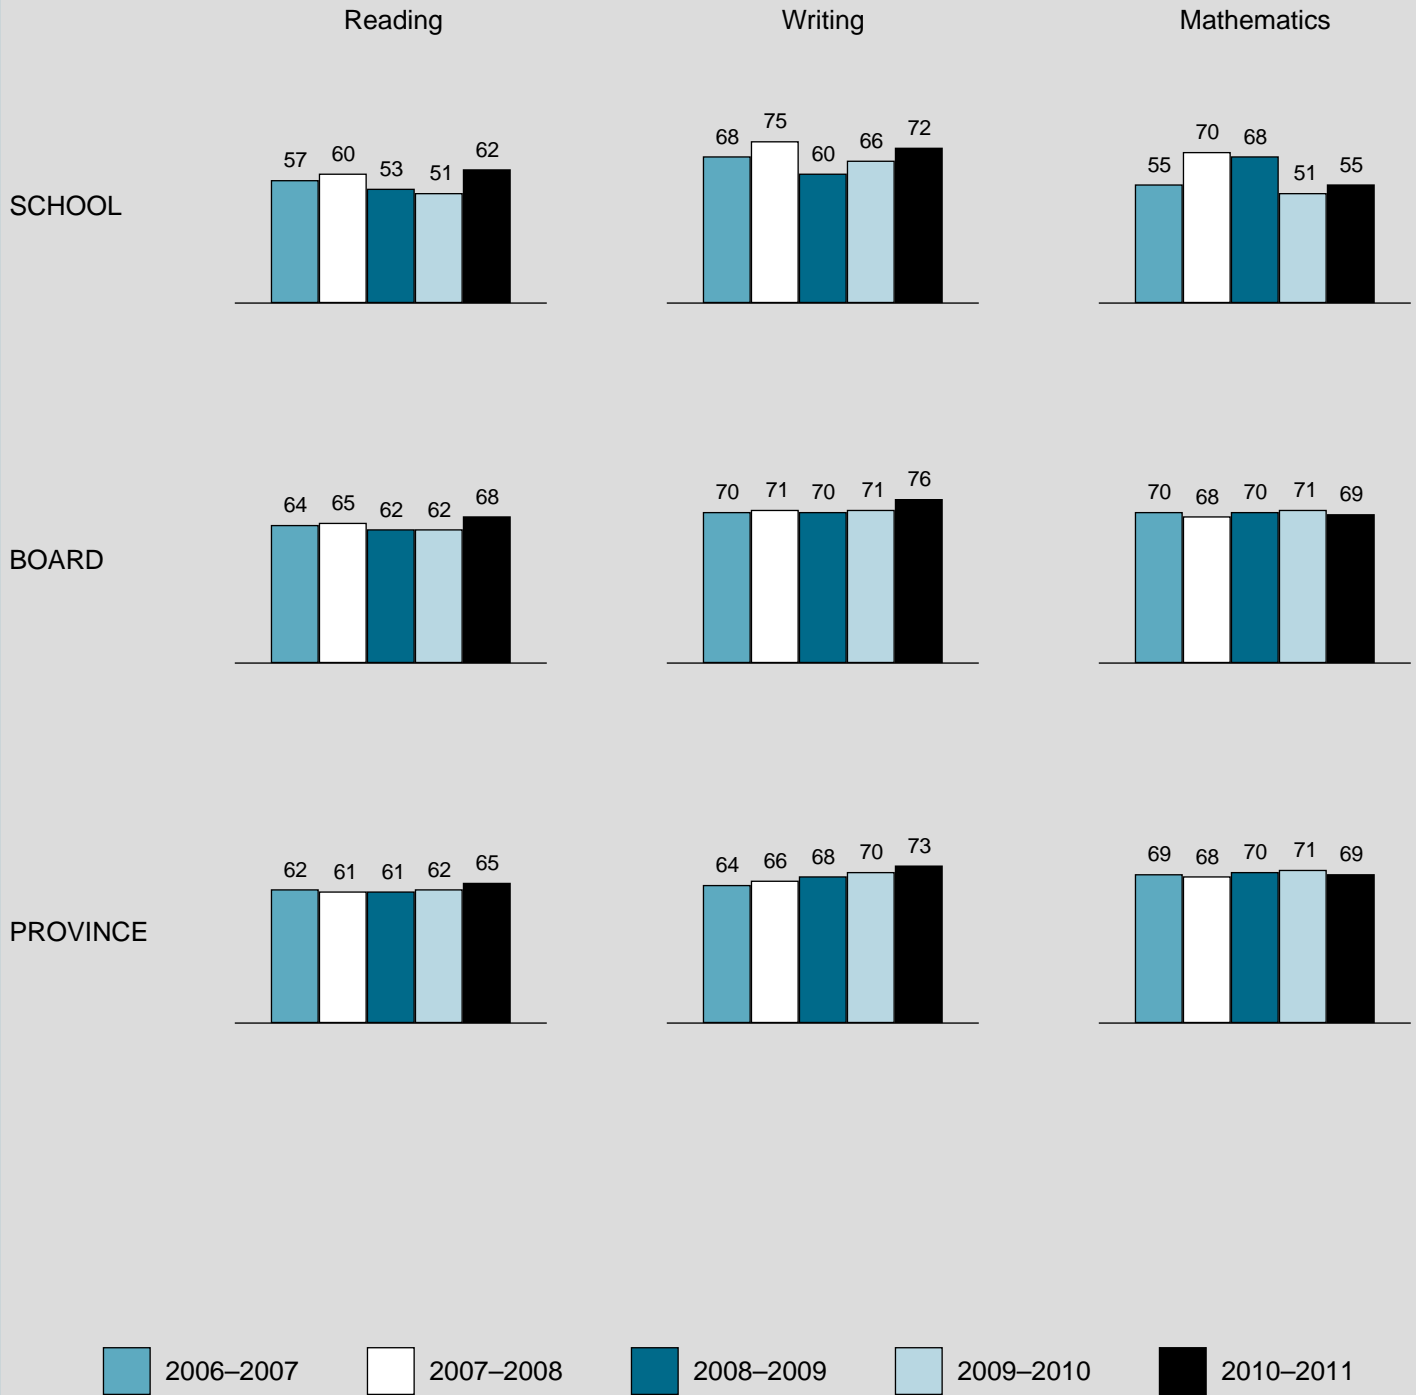 Reading Writing Mathematics
SCHOOL
57 60 53 51 62
68 75 60 66 72
55 70 68 51 55
BOARD
64 65 62 62 68
70 71 70 71 76
70 68 70 71 69
PROVINCE
62 61 61 62 65
64 66 68 70 73
69 68 70 71 69
2006–2007 2007–2008 2008–2009 2009–2010 2010–2011